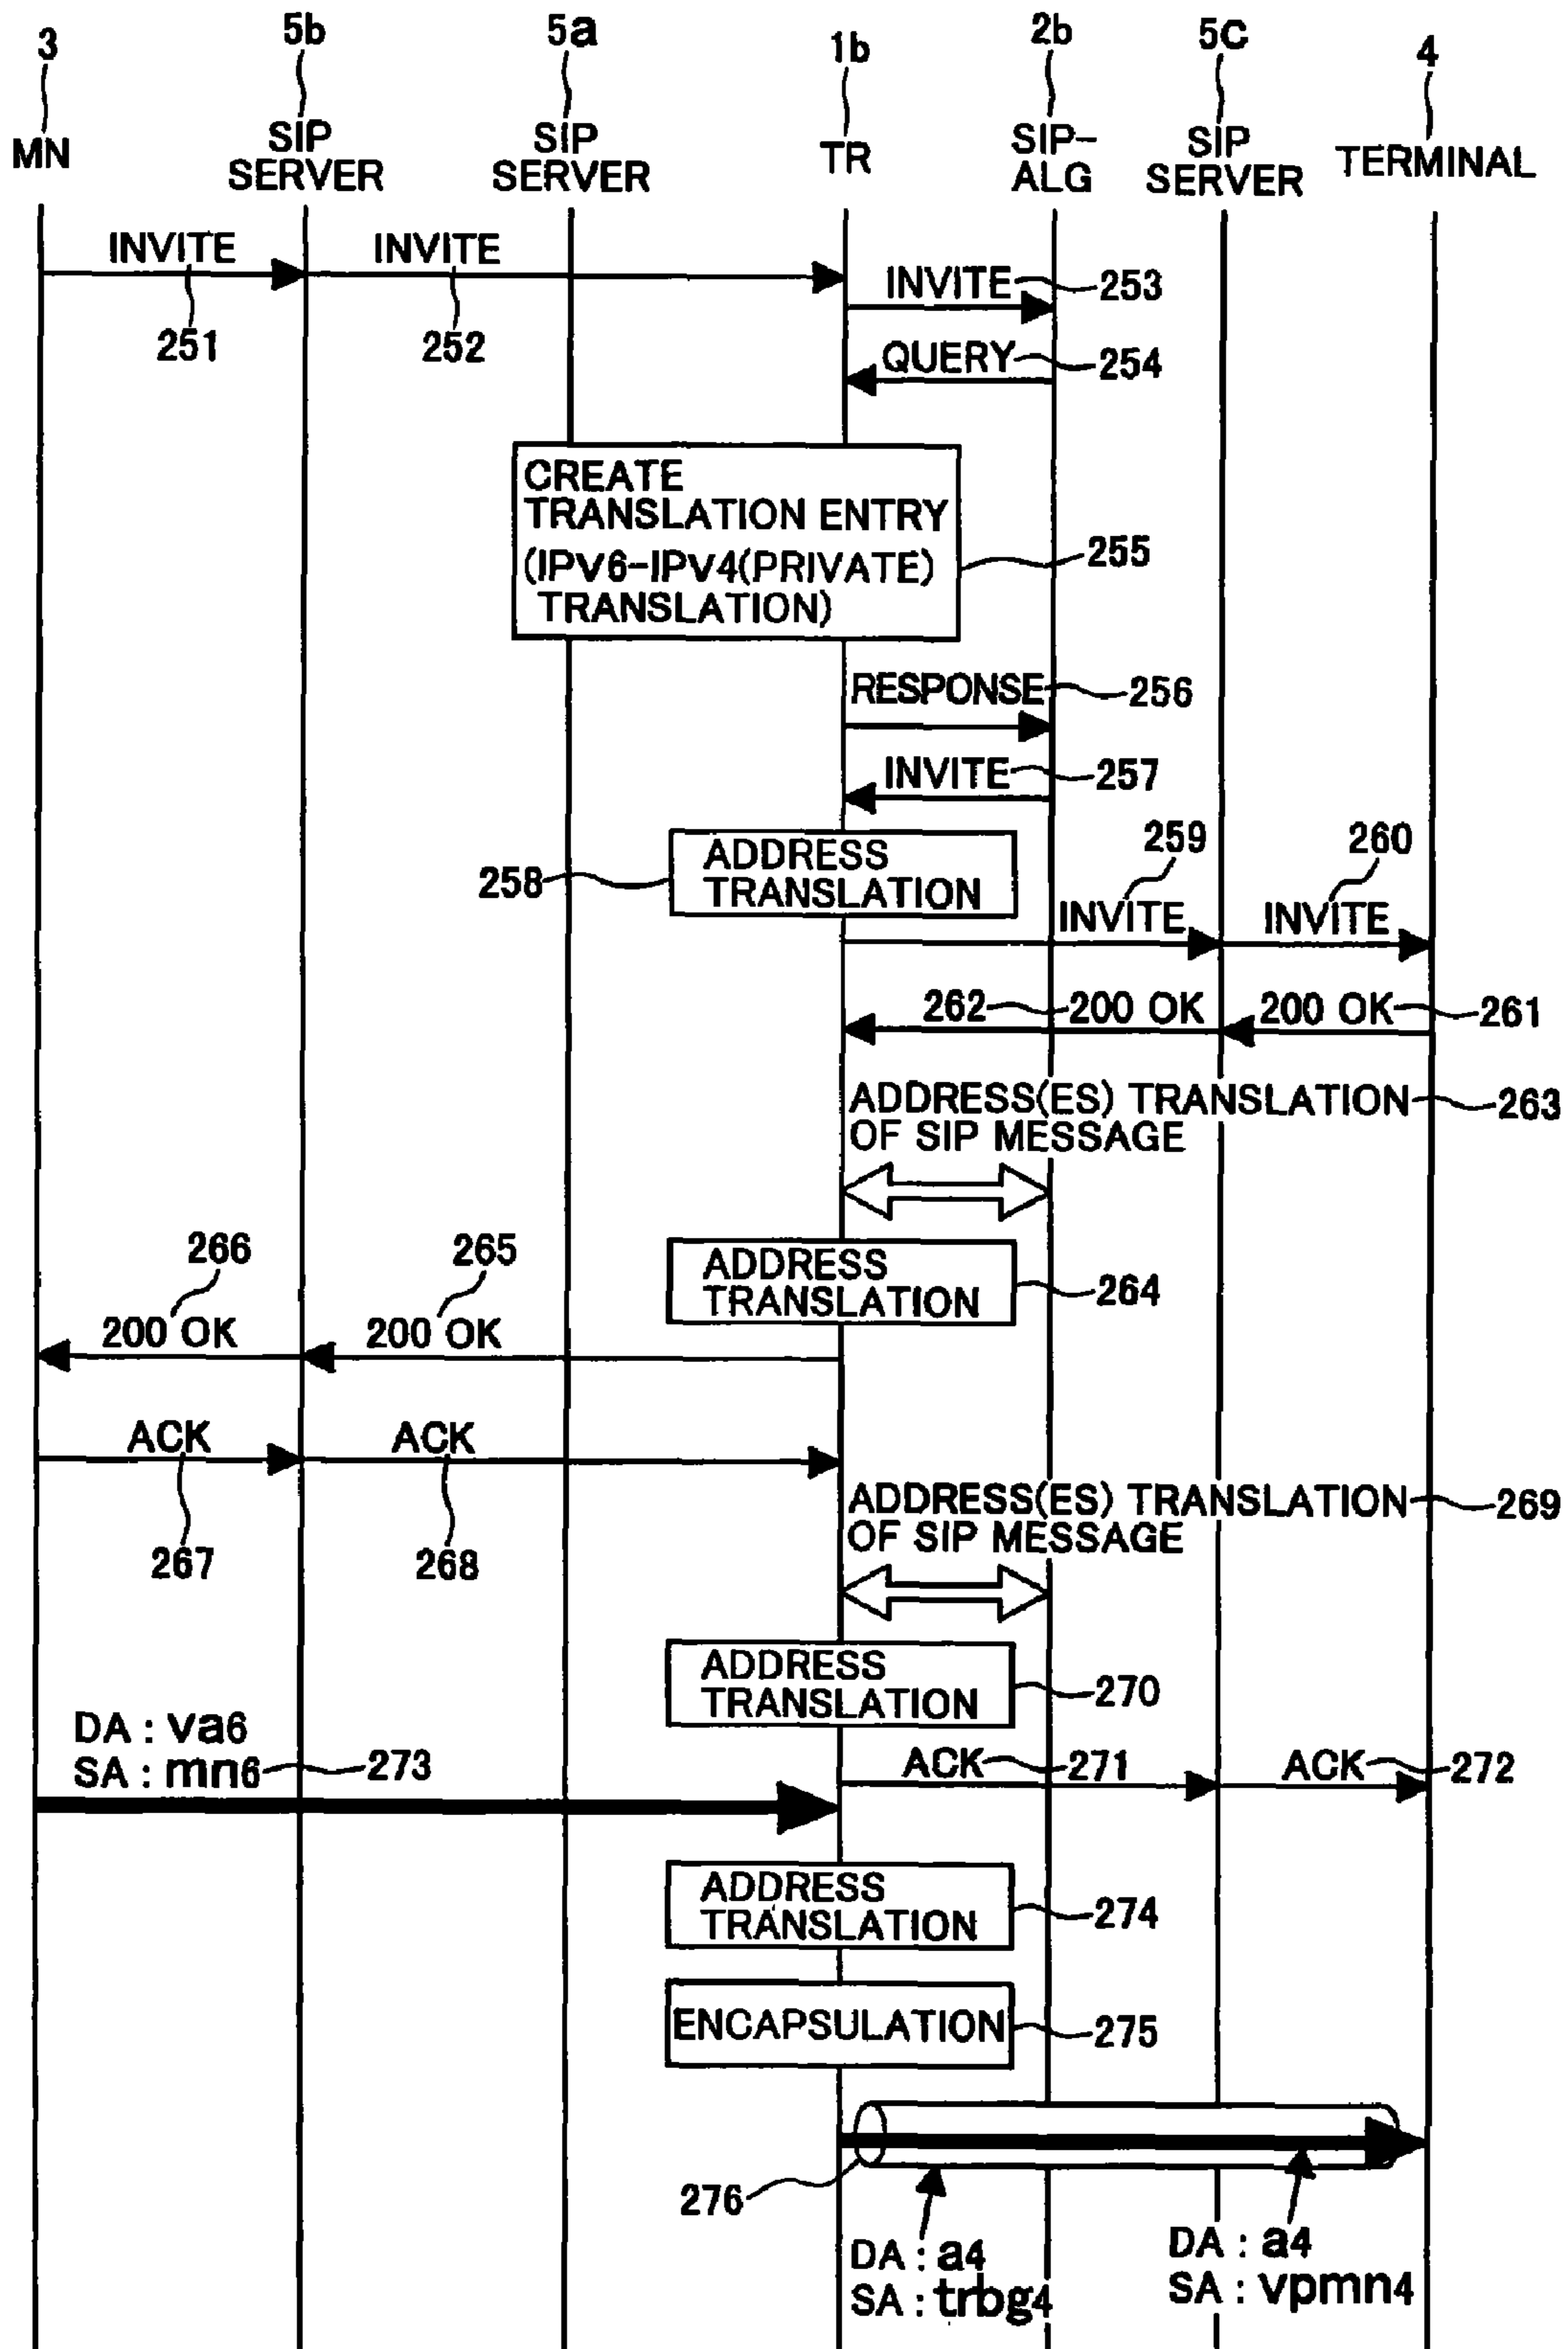 3
5b
5a
1b
2b
5c
4
MN
SIP
SERVER
SIP
SERVER
TR
SIP-
ALG
SIP
SERVER
TERMINAL
INVITE
INVITE
251
252
INVITE 253
QUERY 254
CREATE
TRANSLATION ENTRY
(IPV6-IPV4(PRIVATE)
TRANSLATION)
255
RESPONSE 256
INVITE 257
258
ADDRESS
TRANSLATION
259
260
INVITE
INVITE
262 200 OK
200 OK 261
ADDRESS(ES) TRANSLATION 263
OF SIP MESSAGE
ADDRESS
TRANSLATION
264
266
265
200 OK
200 OK
ACK
ACK
267
268
ADDRESS(ES) TRANSLATION 269
OF SIP MESSAGE
ADDRESS
TRANSLATION
270
DA : va6
SA : mn6 273
ACK 271
ACK 272
ADDRESS
TRANSLATION
274
ENCAPSULATION 275
276
DA : a4
SA : trbg4
DA : a4
SA : vpmn4